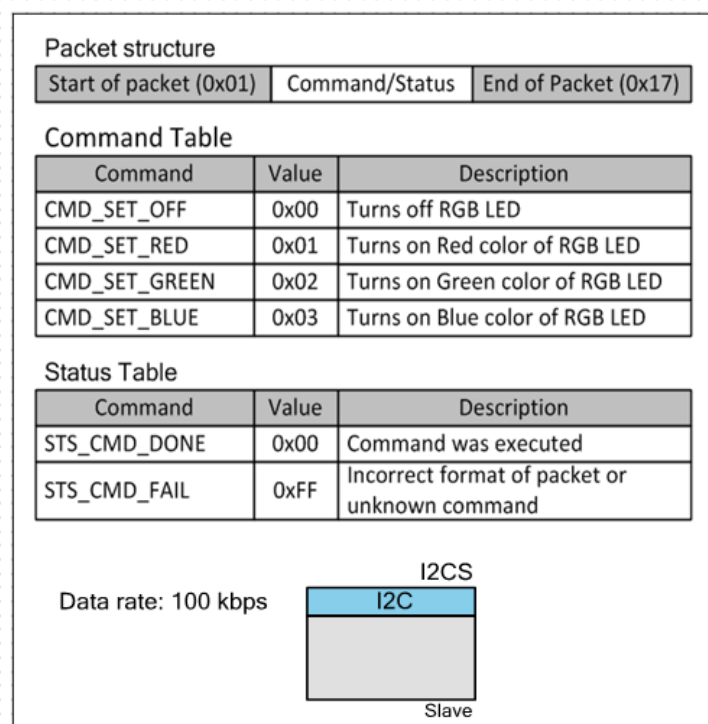 Packet structure
Start of packet (0x01) Command/Status End of Packet (0x17)
Command Table
Command Value Description
CMD_SET_OFF 0x00 Turns off RGB LED
CMD_SET_RED 0x01 Turns on Red color of RGB LED
CMD_SET_GREEN 0x02 Turns on Green color of RGB LED
CMD_SET_BLUE 0x03 Turns on Blue color of RGB LED
Status Table
Command Value Description
STS_CMD_DONE 0x00 Command was executed
STS_CMD_FAIL 0xFF Incorrect format of packet or
unknown command
I2CS
Data rate: 100 kbps I2C
Slave